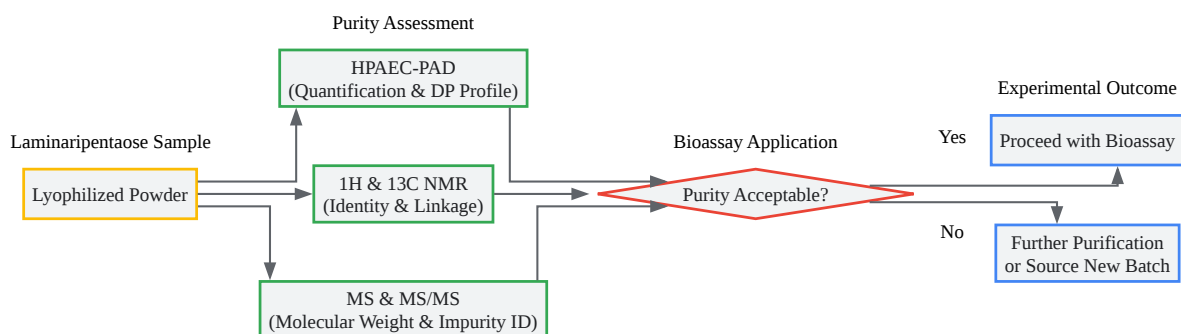 Purity Assessment
HPAEC-PAD
(Quantification & DP Profile)
Experimental Outcome
Laminaripentaose Sample
Bioassay Application
Yes
Proceed with Bioassay
Lyophilized Powder
1H & 13C NMR
(Identity & Linkage)
Purity Acceptable?
No
Further Purification
or Source New Batch
MS & MS/MS
(Molecular Weight & Impurity ID)